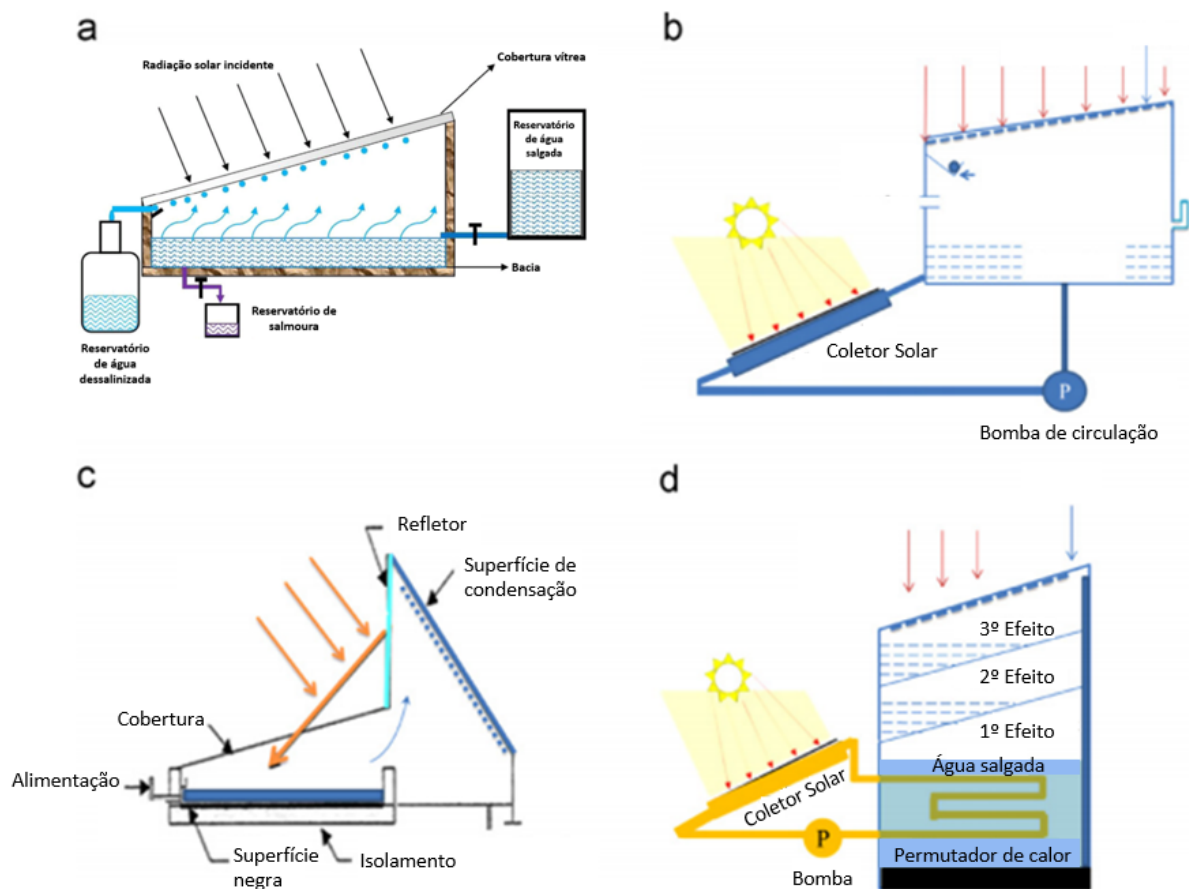 a
Radiação solar incidente
Cobertura vítrea
Reservatório
de água
salgada
Bacia
Reservatório de
salmoura
Reservatório
de água
dessalinizada
b
Coletor Solar
P
Bomba de circulação
c
Refletor
Superfície de
condensação
Cobertura
Alimentação
Superfície
negra
Isolamento
d
3º Efeito
2º Efeito
1º Efeito
Água salgada
Coletor Solar
P
Permutador de calor
Bomba